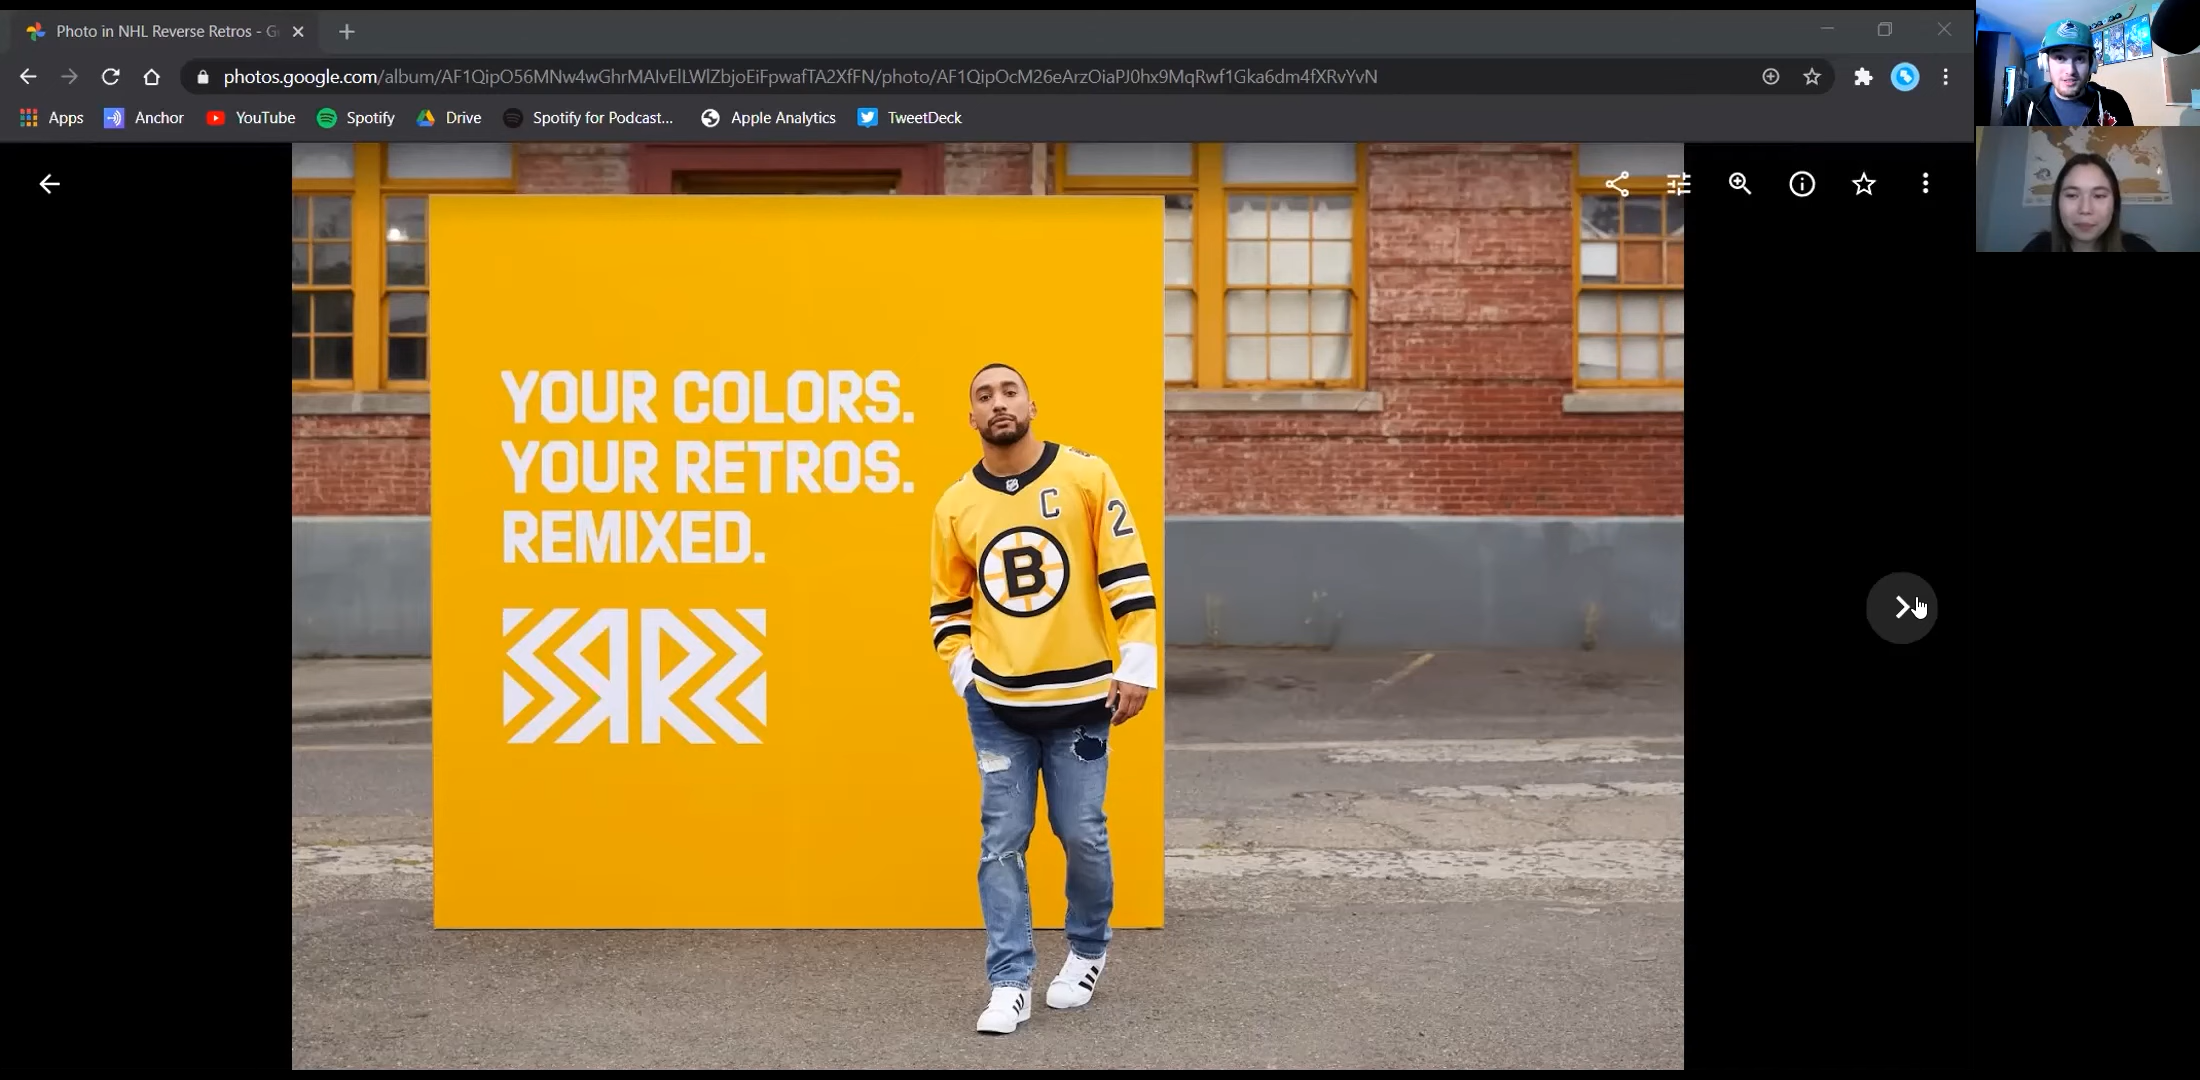 Photo in NHL Reverse Retros - G
photos.google.com/album/AF1QipO56MNw4wGhrMAIvElLWlZbjoEiFpwafTA2XfFN/photo/AF1QipOcM26eArzOiaPJ0hx9MqRwf1Gka6dm4fXRvYvN
Apps Anchor YouTube Spotify Drive Spotify for Podcast... Apple Analytics TweetDeck
YOUR COLORS.
YOUR RETROS.
REMIXED.
C
2
B